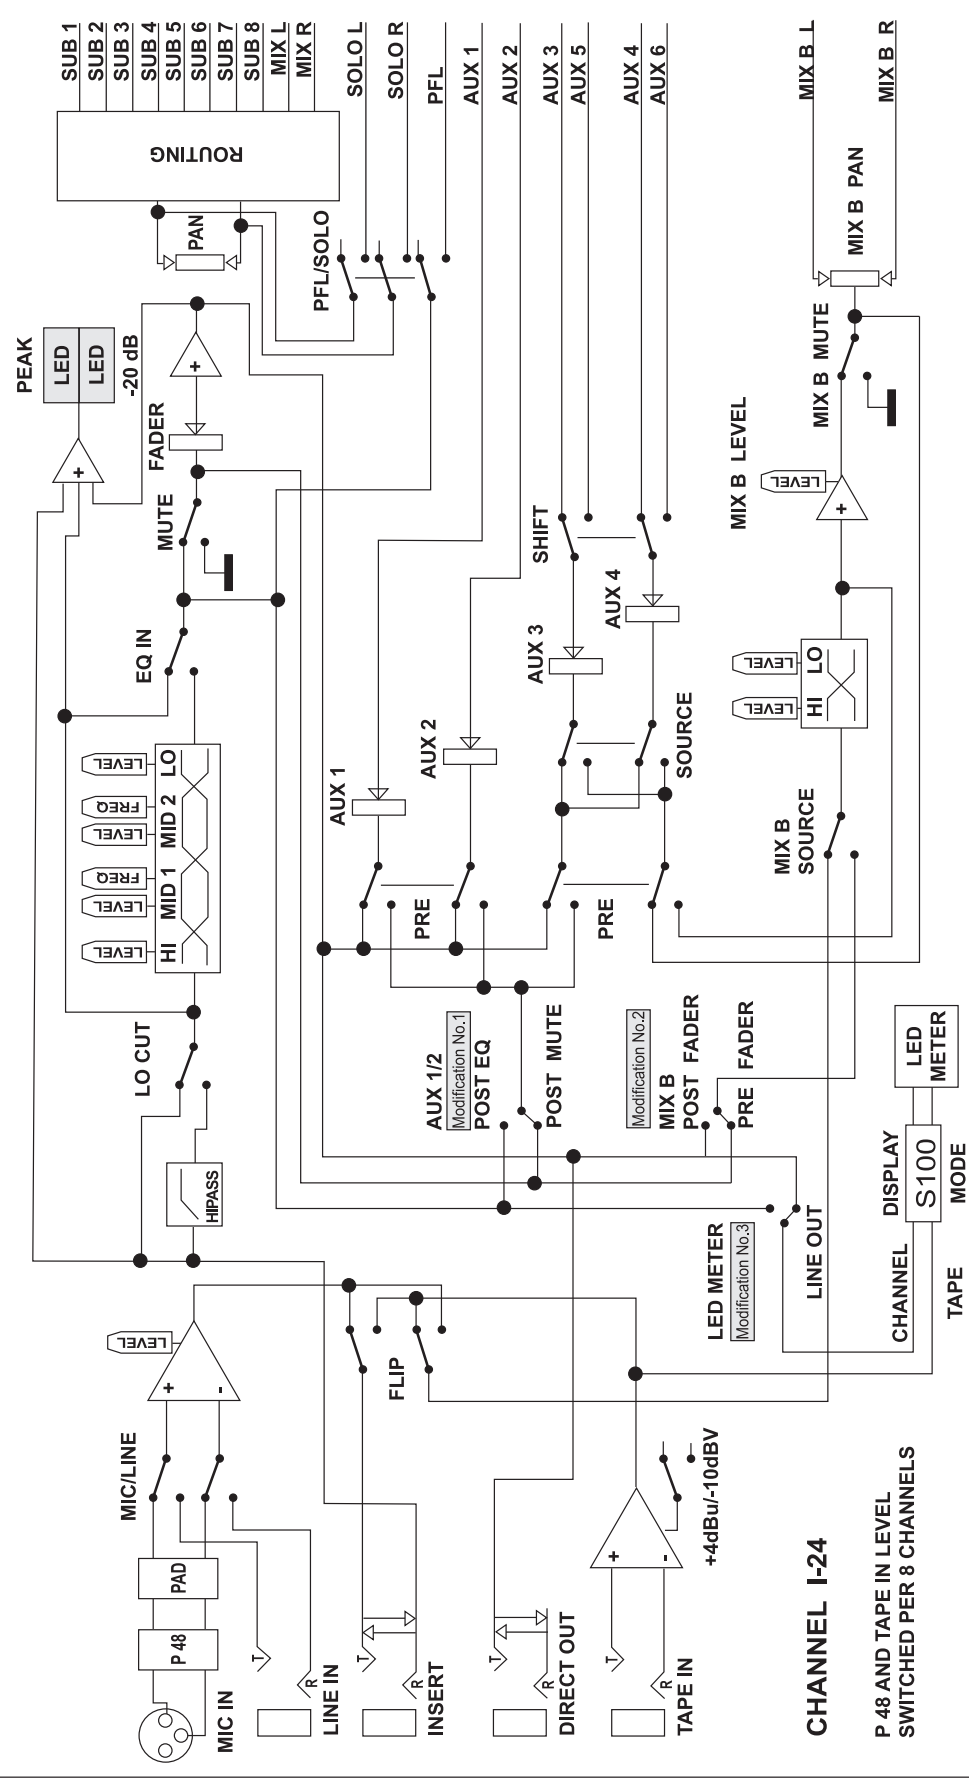 SUB 1
SUB 2
SUB 3
SUB 4
SUB 5
SUB 6
SUB 7
SUB 8
MIX L
MIX R
SOLO L
SOLO R
PFL
AUX 1
AUX 2
AUX 3
AUX 5
AUX 4
AUX 6
MIX B L
MIX B R
ROUTING
PAN
PFL/SOLO
MIX B PAN
PEAK
LED
LED
-20 dB
+
FADER
+
MUTE
EQ IN
SHIFT
AUX 4
AUX 3
AUX 2
AUX 1
SOURCE
PRE
PRE
MIX B MUTE
MIX B LEVEL
LEVEL
+
LEVEL
LEVEL
HI
LO
MIX B
SOURCE
LEVEL
FREQ
LEVEL
FREQ
LEVEL
LEVEL
HI
MID 1
MID 2
LO
LO CUT
HIPASS
AUX 1/2
Modification No.1
POST EQ
POST MUTE
Modification No.2
MIX B
POST FADER
PRE FADER
LED
METER
DISPLAY
S100
MODE
LED METER
Modification No.3
LINE OUT
CHANNEL
TAPE
LEVEL
+
-
MIC/LINE
FLIP
PAD
P 48
MIC IN
T
R
LINE IN
T
R
INSERT
T
R
DIRECT OUT
T
R
TAPE IN
+
-
+4dBu/-10dBV
CHANNEL I-24
P 48 AND TAPE IN LEVEL
SWITCHED PER 8 CHANNELS